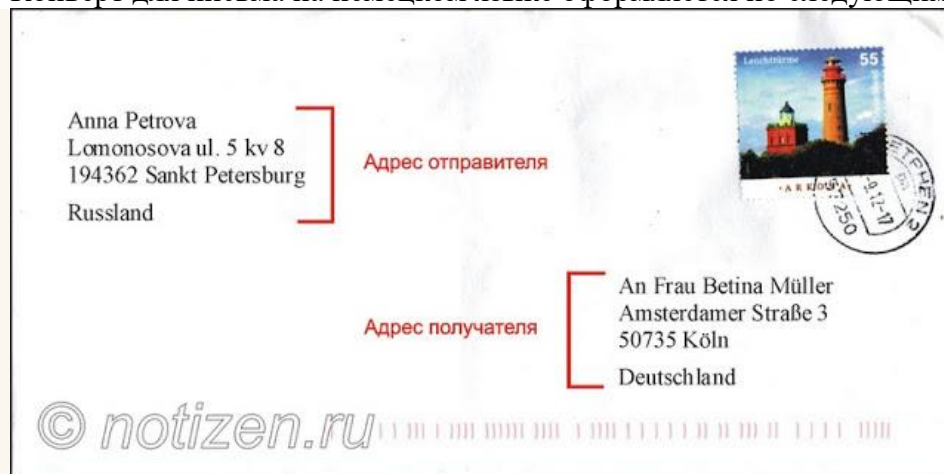 Anna Petrova
Lomonosova ul. 5 kv 8
194362 Sankt Petersburg
Russland
Адрес отправителя
Leuchttürme
55
An Frau Betina Müller
Amsterdamer Straße 3
50735 Köln
Deutschland
Адрес получателя
© notizen.ru